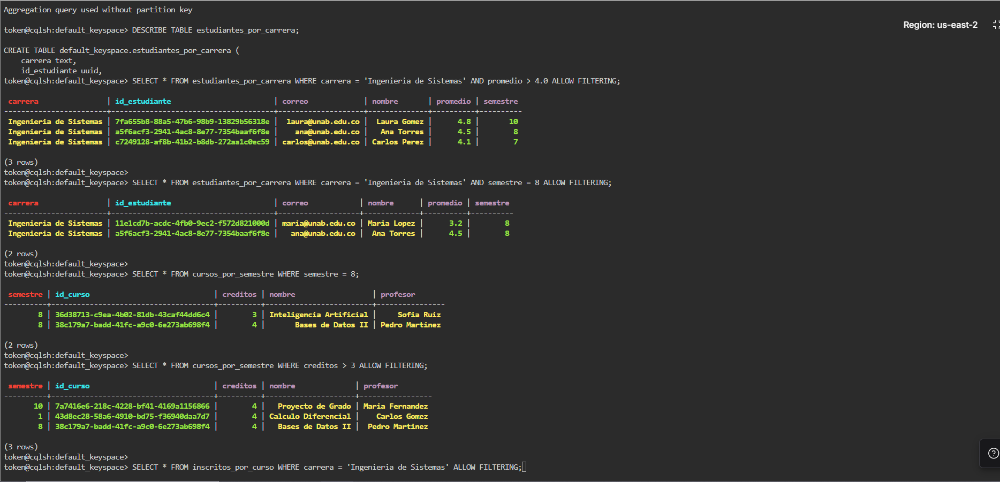 Aggregation query used without partition key
token@cqlsh:default_keyspace> DESCRIBE TABLE estudiantes_por_carrera;
Region: us-east-2
CREATE TABLE default_keyspace.estudiantes_por_carrera (
    carrera text,
    id_estudiante uuid,
token@cqlsh:default_keyspace> SELECT * FROM estudiantes_por_carrera WHERE carrera = 'Ingenieria de Sistemas' AND promedio > 4.0 ALLOW FILTERING;
 carrera                | id_estudiante                        | correo             | nombre       | promedio | semestre
------------------------+--------------------------------------+--------------------+--------------+----------+----------
 Ingenieria de Sistemas | 7fa655b8-88a5-47b6-98b9-13829b56318e |  laura@unab.edu.co |  Laura Gomez |      4.8 |       10
 Ingenieria de Sistemas | a5f6acf3-2941-4ac8-8e77-7354baaf6f8e |    ana@unab.edu.co |   Ana Torres |      4.5 |        8
 Ingenieria de Sistemas | c7249128-af8b-41b2-b8db-272aa1c0ec59 | carlos@unab.edu.co | Carlos Perez |      4.1 |        7
(3 rows)
token@cqlsh:default_keyspace>
token@cqlsh:default_keyspace> SELECT * FROM estudiantes_por_carrera WHERE carrera = 'Ingenieria de Sistemas' AND semestre = 8 ALLOW FILTERING;
 carrera                | id_estudiante                        | correo            | nombre      | promedio | semestre
------------------------+--------------------------------------+-------------------+-------------+----------+----------
 Ingenieria de Sistemas | 11e1cd7b-acdc-4fb0-9ec2-f572d821000d | maria@unab.edu.co | Maria Lopez |      3.2 |        8
 Ingenieria de Sistemas | a5f6acf3-2941-4ac8-8e77-7354baaf6f8e |   ana@unab.edu.co |  Ana Torres |      4.5 |        8
(2 rows)
token@cqlsh:default_keyspace>
token@cqlsh:default_keyspace> SELECT * FROM cursos_por_semestre WHERE semestre = 8;
 semestre | id_curso                             | creditos | nombre                  | profesor
----------+--------------------------------------+----------+-------------------------+----------------
        8 | 36d38713-c9ea-4b02-81db-43caf44dd6c4 |        3 | Inteligencia Artificial |     Sofia Ruiz
        8 | 38c179a7-badd-41fc-a9c0-6e273ab698f4 |        4 |       Bases de Datos II | Pedro Martinez
(2 rows)
token@cqlsh:default_keyspace>
token@cqlsh:default_keyspace> SELECT * FROM cursos_por_semestre WHERE creditos > 3 ALLOW FILTERING;
 semestre | id_curso                             | creditos | nombre              | profesor
----------+--------------------------------------+----------+---------------------+-----------------
       10 | 7a7416e6-218c-4228-bf41-4169a1156866 |        4 |   Proyecto de Grado | Maria Fernandez
        1 | 43d8ec28-58a6-4910-bd75-f36940daa7d7 |        4 | Calculo Diferencial |    Carlos Gomez
        8 | 38c179a7-badd-41fc-a9c0-6e273ab698f4 |        4 |   Bases de Datos II |  Pedro Martinez
(3 rows)
token@cqlsh:default_keyspace>
token@cqlsh:default_keyspace> SELECT * FROM inscritos_por_curso WHERE carrera = 'Ingenieria de Sistemas' ALLOW FILTERING;